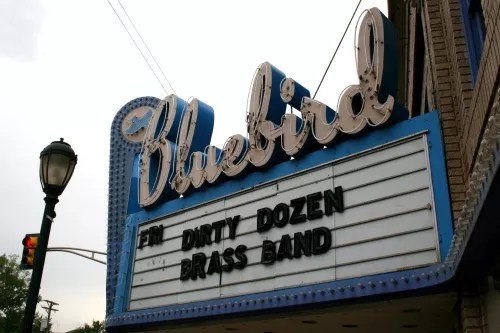 Bluebird
FRI DIRTY DOZEN
BRASS BAND